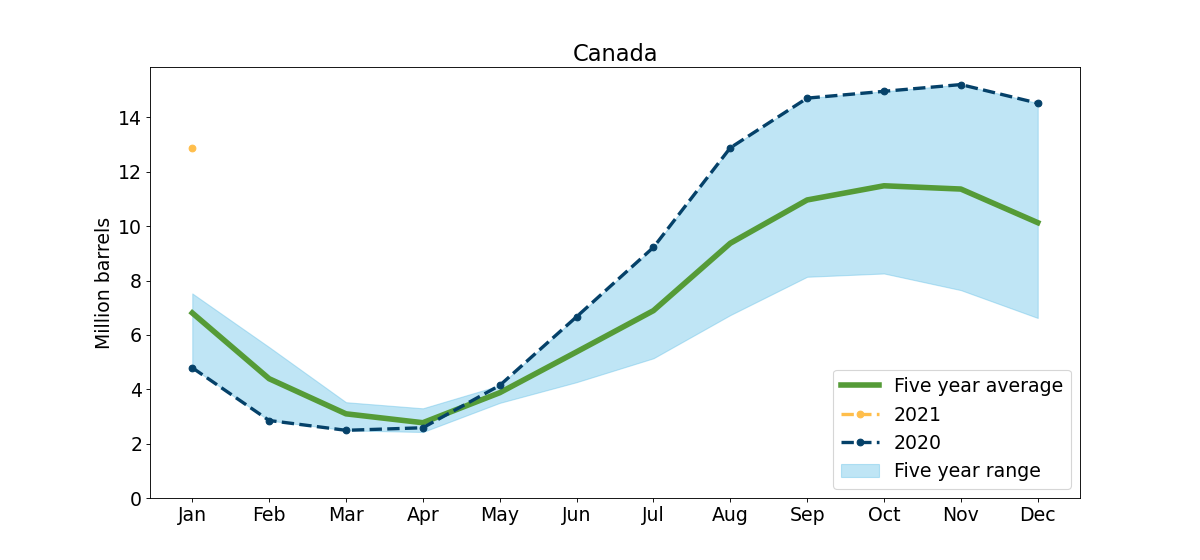 Canada
Million barrels
14
12
10
8
6
4
2
0
Jan Feb Mar Apr May Jun Jul Aug Sep Oct Nov Dec
Five year average
2021
2020
Five year range